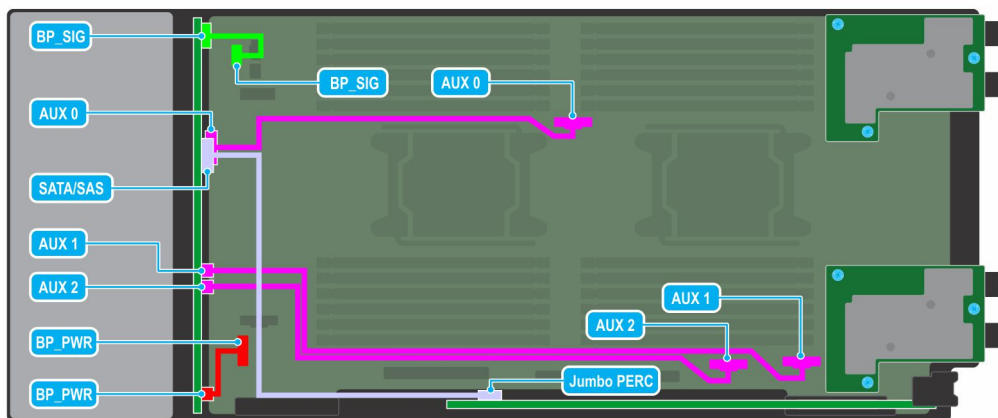 BP_SIG
BP_SIG
AUX 0
AUX 0
SATA/SAS
AUX 1
AUX 2
AUX 1
AUX 2
BP_PWR
Jumbo PERC
BP_PWR